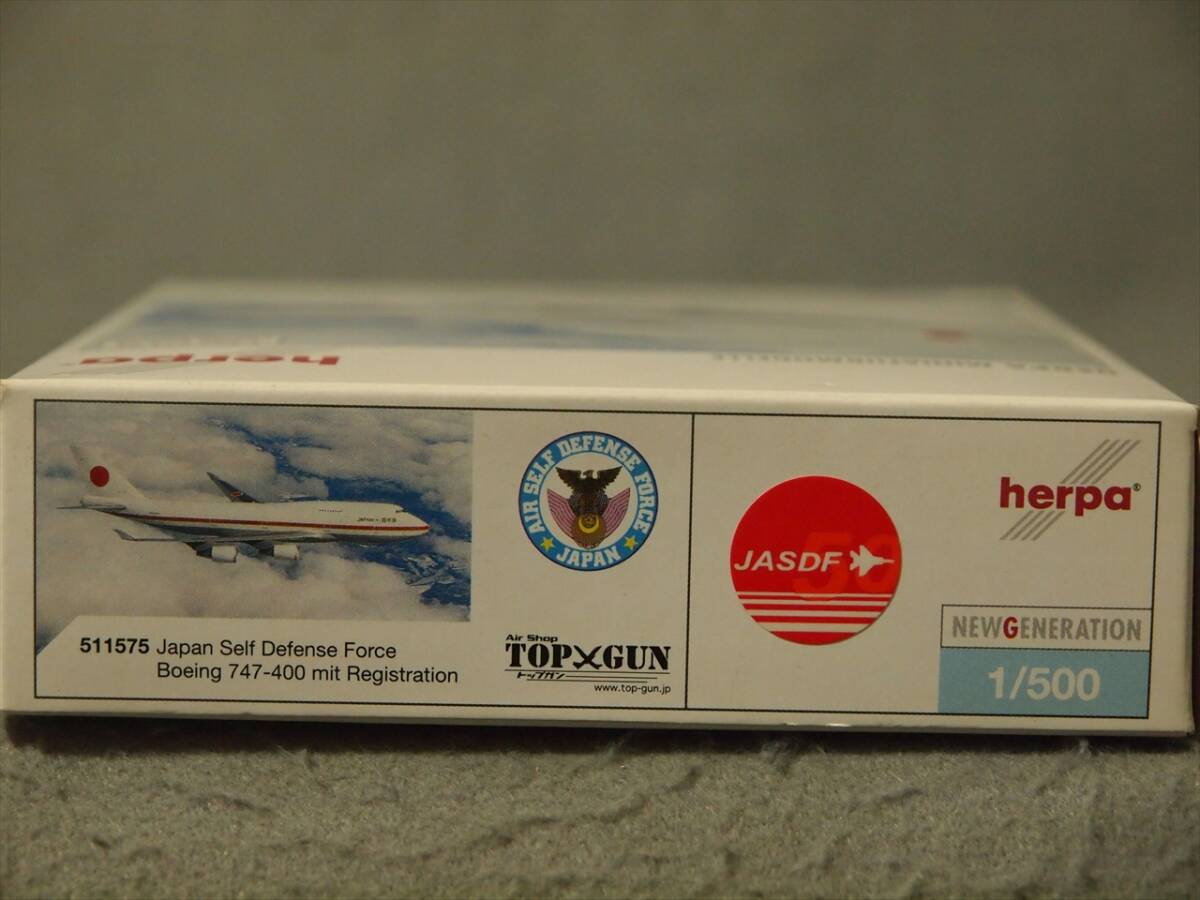 herpa
AIR SELF DEFENSE FORCE
JAPAN
JASDF
herpa®
511575 Japan Self Defense Force
Boeing 747-400 mit Registration
Air Shop
TOP GUN
トップガン
www.top-gun.jp
NEWGENERATION
1/500